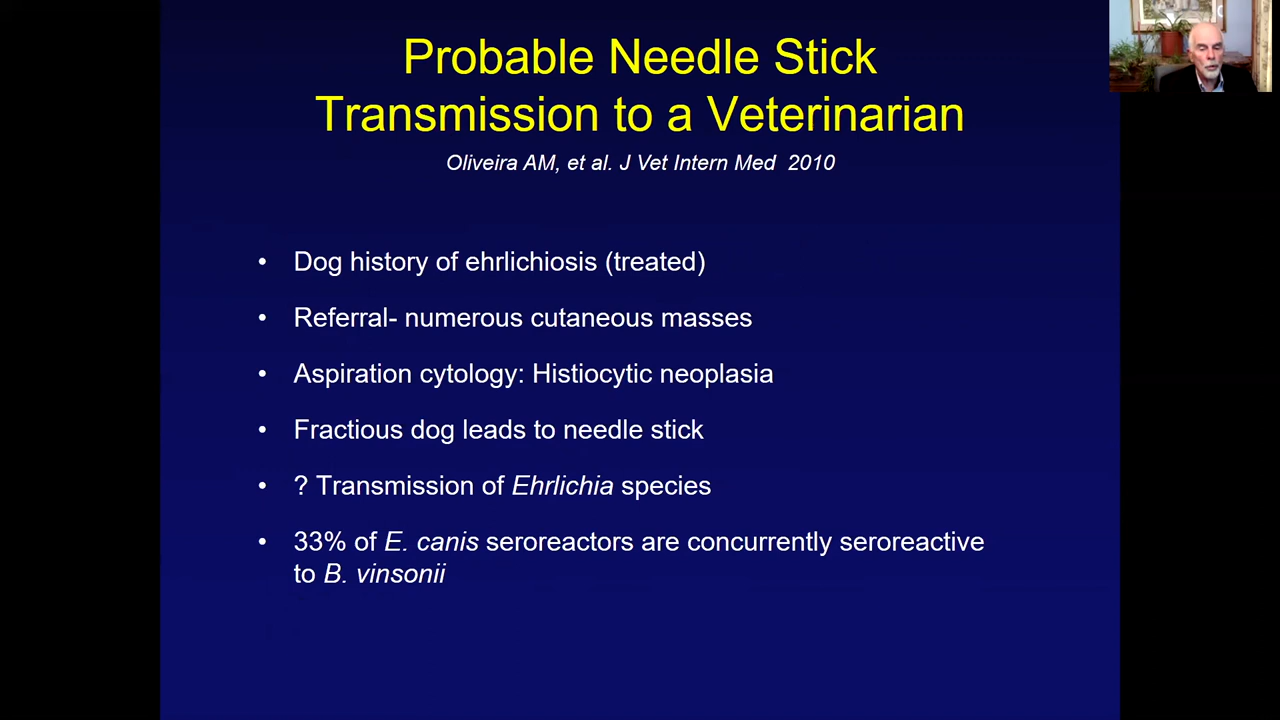 Probable Needle Stick
Transmission to a Veterinarian
Oliveira AM, et al. J Vet Intern Med  2010
• Dog history of ehrlichiosis (treated)
• Referral- numerous cutaneous masses
• Aspiration cytology: Histiocytic neoplasia
• Fractious dog leads to needle stick
• ? Transmission of Ehrlichia species
• 33% of E. canis seroreactors are concurrently seroreactive
to B. vinsonii